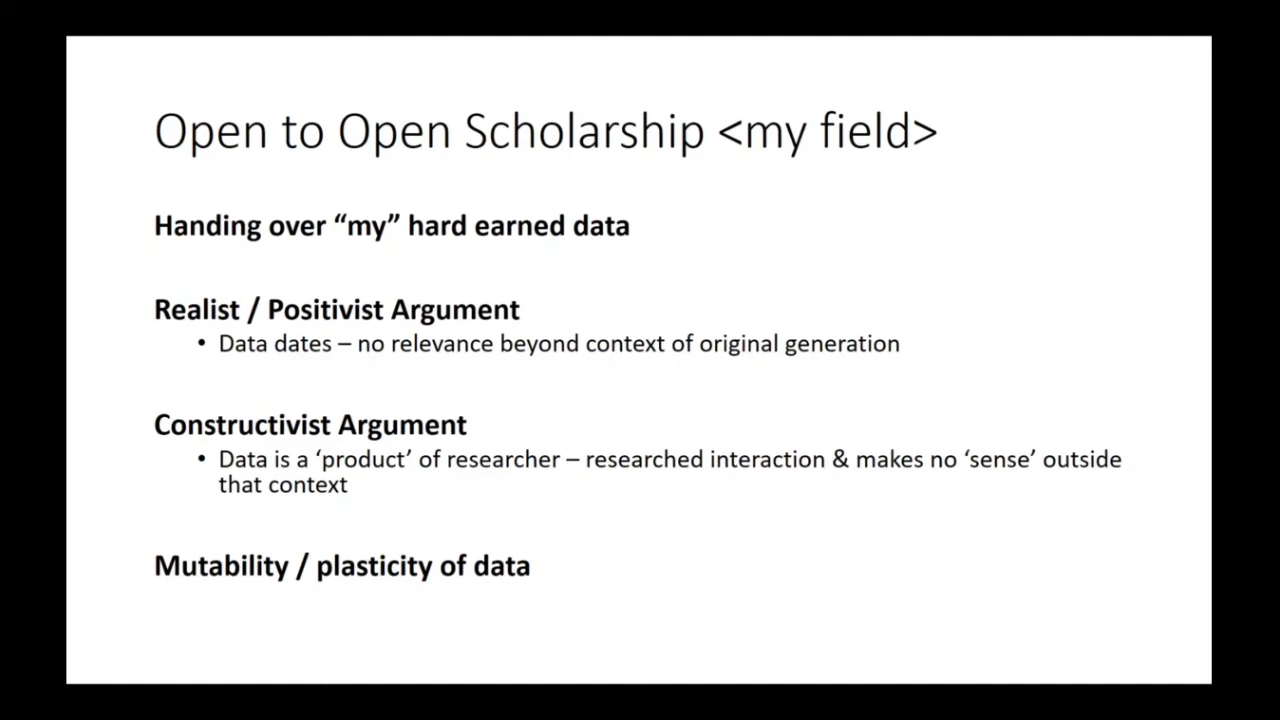 Open to Open Scholarship <my field>
Handing over “my” hard earned data
Realist / Positivist Argument
• Data dates – no relevance beyond context of original generation
Constructivist Argument
• Data is a ‘product’ of researcher – researched interaction & makes no ‘sense’ outside
that context
Mutability / plasticity of data